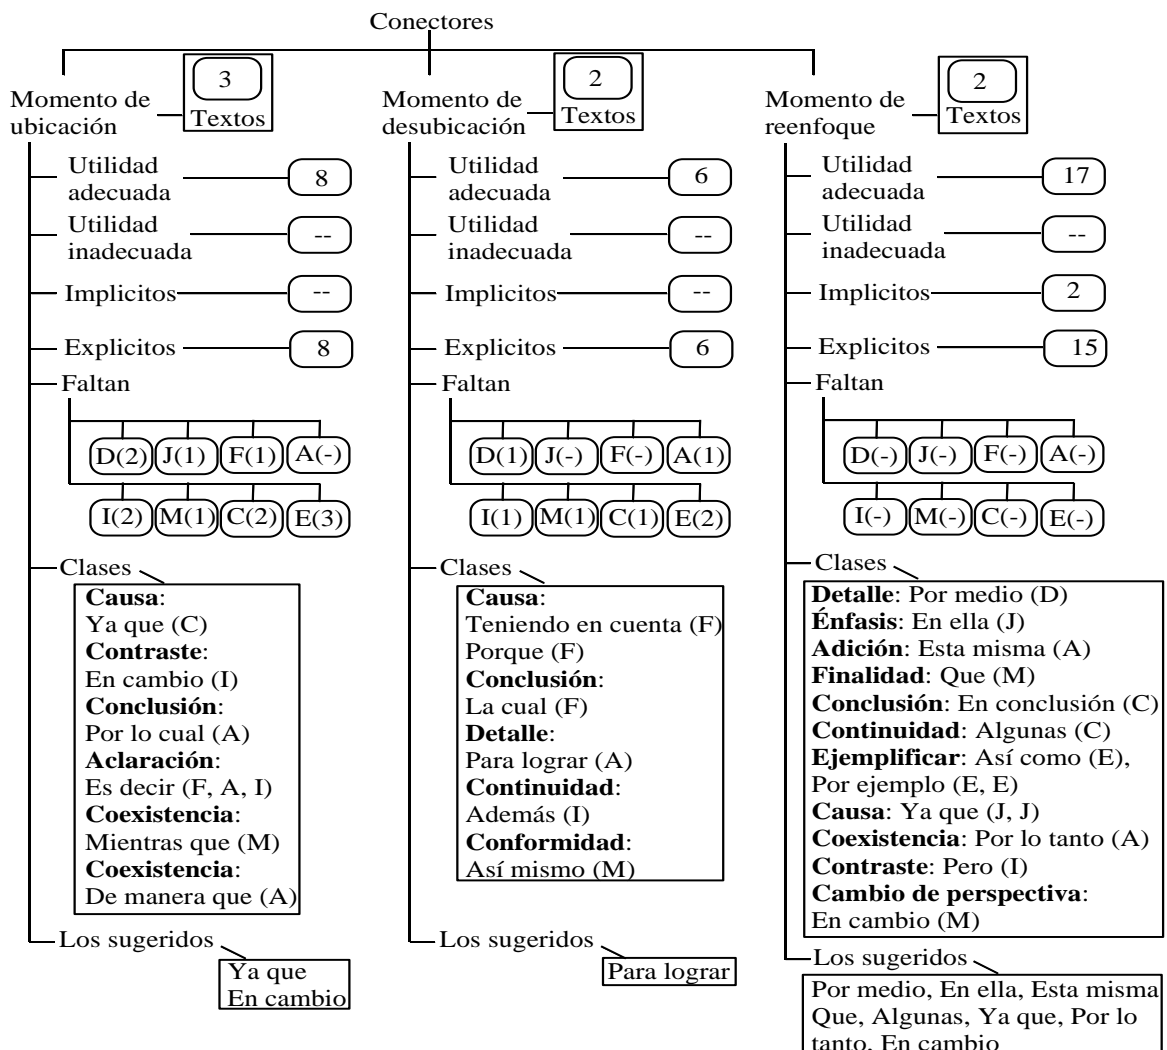 Conectores
3
Textos
Momento de
ubicación
Utilidad
adecuada
8
Utilidad
inadecuada
--
Implicitos
--
Explicitos
8
Faltan
D(2) J(1) F(1) A(-)
I(2) M(1) C(2) E(3)
Clases
Causa:
Ya que (C)
Contraste:
En cambio (I)
Conclusión:
Por lo cual (A)
Aclaración:
Es decir (F, A, I)
Coexistencia:
Mientras que (M)
Coexistencia:
De manera que (A)
Los sugeridos
Ya que
En cambio
2
Textos
Momento de
desubicación
Utilidad
adecuada
6
Utilidad
inadecuada
--
Implicitos
--
Explicitos
6
Faltan
D(1) J(-) F(-) A(1)
I(1) M(1) C(1) E(2)
Clases
Causa:
Teniendo en cuenta (F)
Porque (F)
Conclusión:
La cual (F)
Detalle:
Para lograr (A)
Continuidad:
Además (I)
Conformidad:
Así mismo (M)
Los sugeridos
Para lograr
2
Textos
Momento de
reenfoque
Utilidad
adecuada
17
Utilidad
inadecuada
--
Implicitos
2
Explicitos
15
Faltan
D(-) J(-) F(-) A(-)
I(-) M(-) C(-) E(-)
Clases
Detalle: Por medio (D)
Énfasis: En ella (J)
Adición: Esta misma (A)
Finalidad: Que (M)
Conclusión: En conclusión (C)
Continuidad: Algunas (C)
Ejemplificar: Así como (E),
Por ejemplo (E, E)
Causa: Ya que (J, J)
Coexistencia: Por lo tanto (A)
Contraste: Pero (I)
Cambio de perspectiva:
En cambio (M)
Los sugeridos
Por medio, En ella, Esta misma
Que, Algunas, Ya que, Por lo
tanto, En cambio